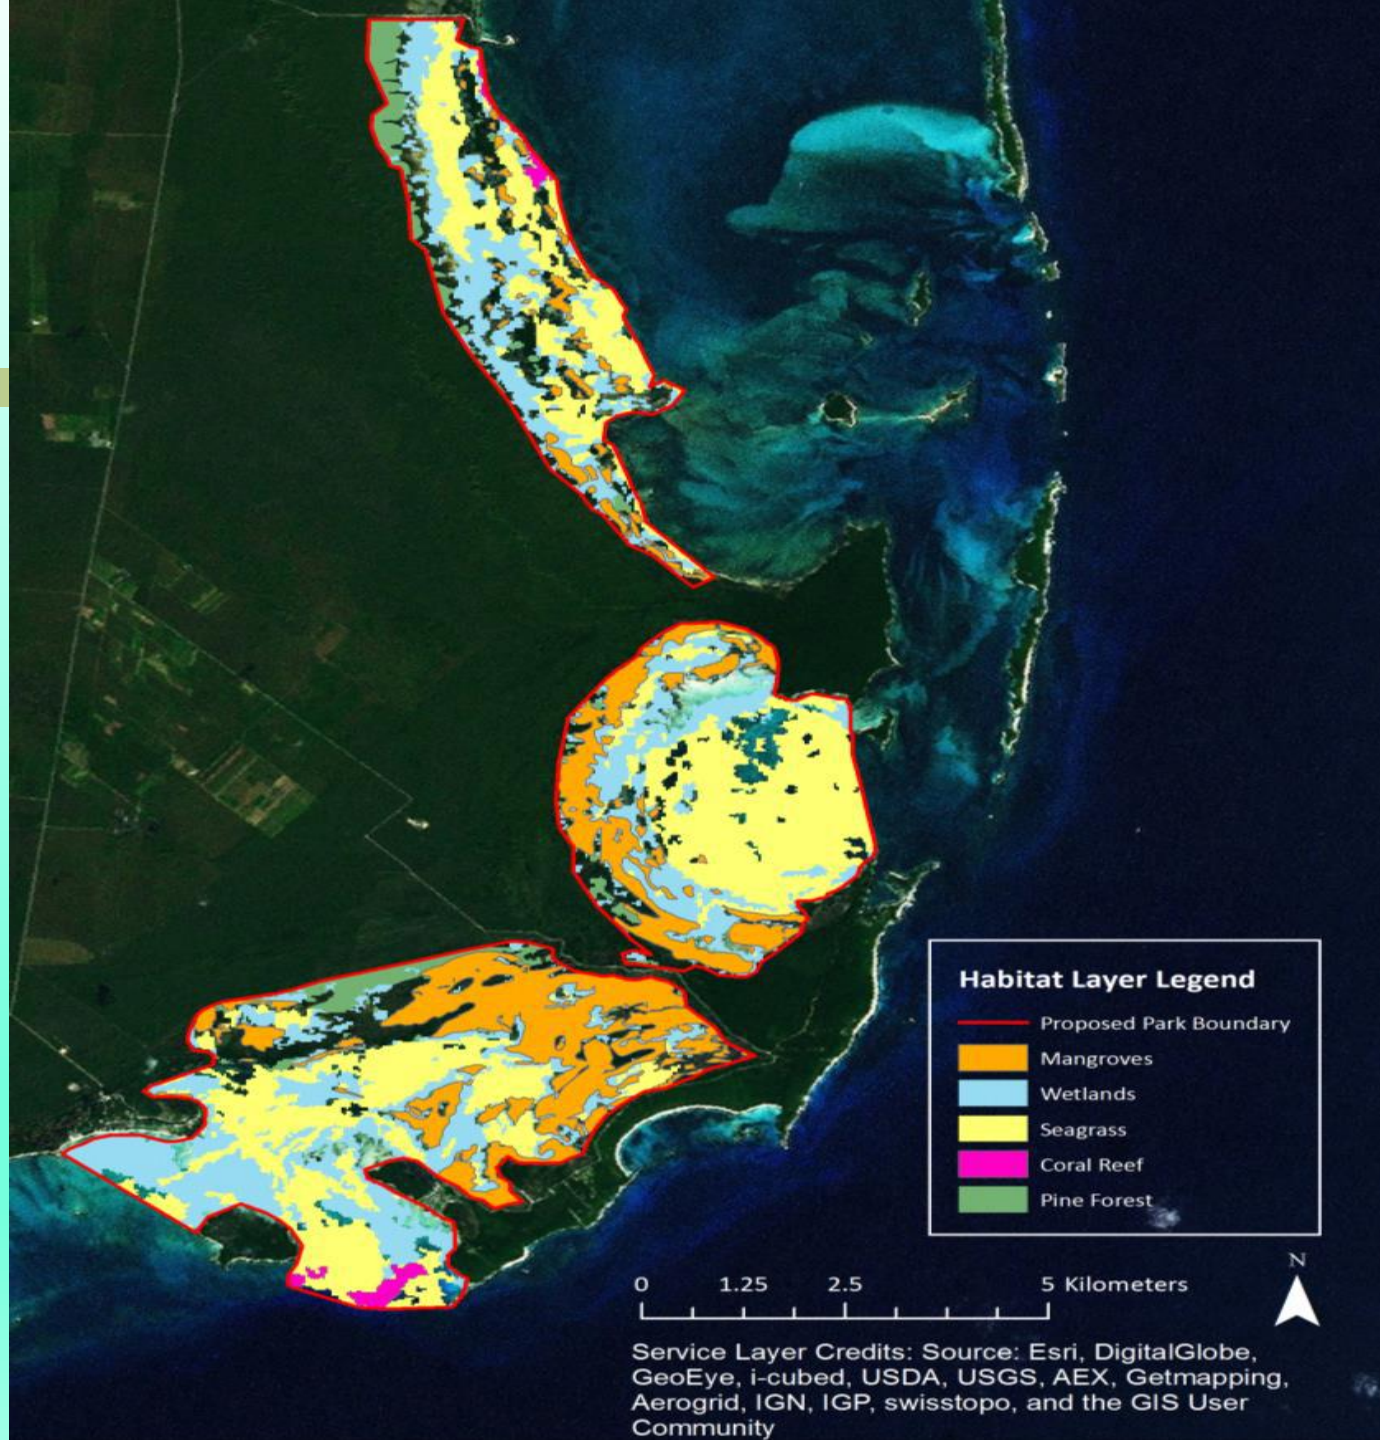 Habitat Layer Legend
Proposed Park Boundary
Mangroves
Wetlands
Seagrass
Coral Reef
Pine Forest
N
0 1.25 2.5 5 Kilometers
Service Layer Credits: Source: Esri, DigitalGlobe,
GeoEye, i-cubed, USDA, USGS, AEX, Getmapping,
Aerogrid, IGN, IGP, swisstopo, and the GIS User
Community